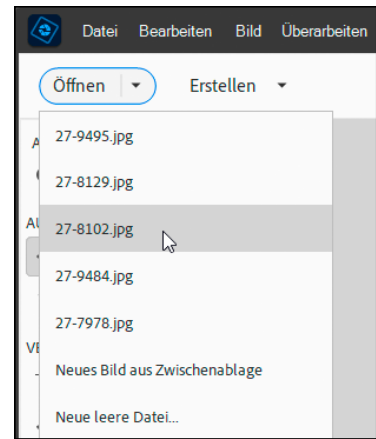 Datei Bearbeiten Bild Überarbeiten
Öffnen Erstellen
27-9495.jpg
27-8129.jpg
27-8102.jpg
27-9484.jpg
27-7978.jpg
Neues Bild aus Zwischenablage
Neue leere Datei...